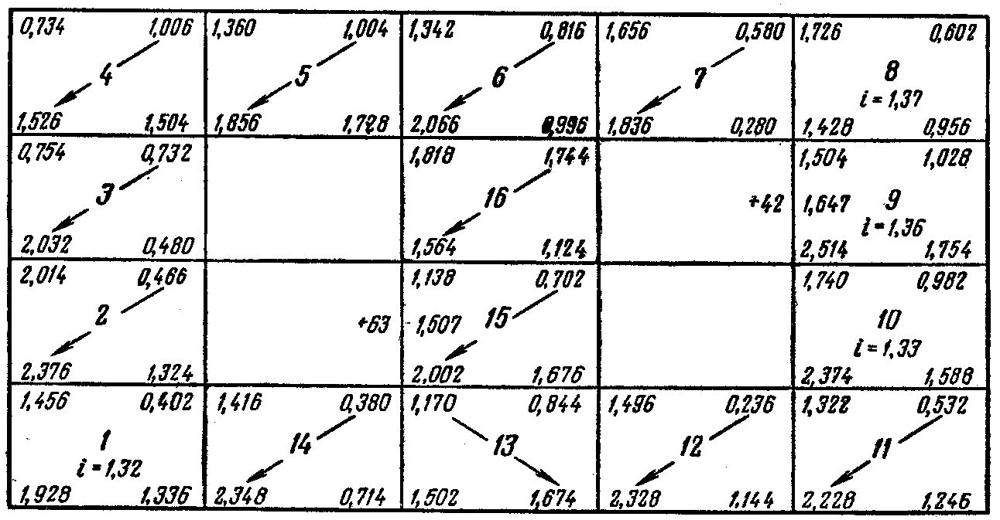 0,734 1,006 1,360 1,004 1,342 0,816 1,656 0,580 1,726 0,602
4 5 6 7 8
i = 1,37
1,526 1,504 1,856 1,728 2,066 0,996 1,836 0,280 1,428 0,956
0,754 0,732 1,818 1,744 1,504 1,028
3 16 +42 1,647 9
i = 1,36
2,032 0,480 1,564 1,124 2,514 1,754
2,014 0,466 1,138 0,702 1,740 0,982
2 +63 1,507 15 10
i = 1,33
2,376 1,324 2,002 1,676 2,374 1,588
1,456 0,402 1,416 0,380 1,170 0,844 1,496 0,236 1,322 0,532
1 14 13 12 11
i = 1,32
1,928 1,336 2,348 0,714 1,502 1,674 2,328 1.144 2,228 1,246